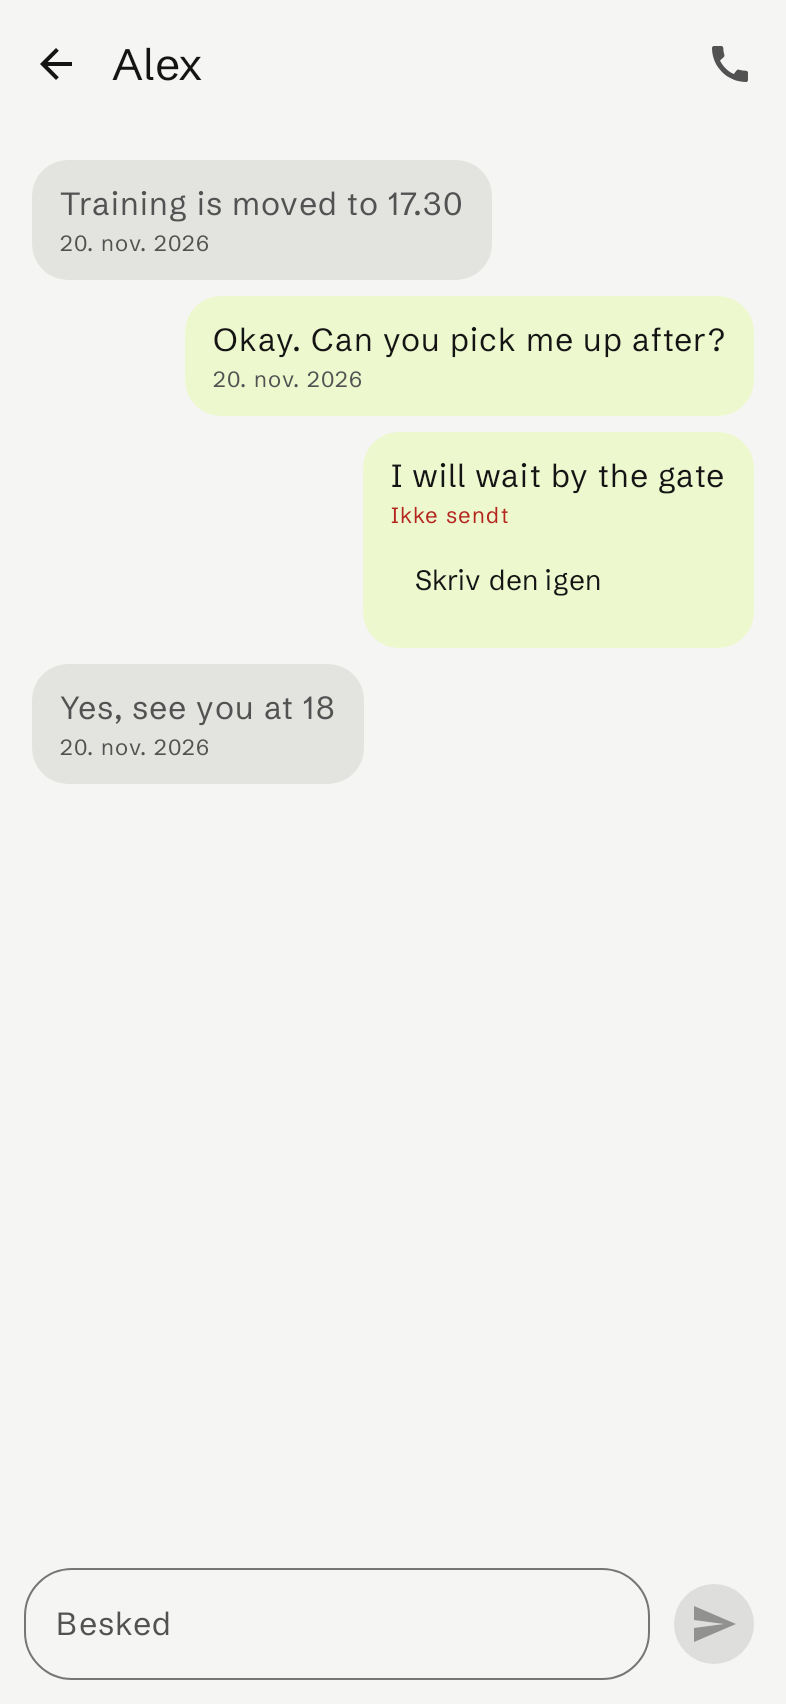 Alex
Training is moved to 17.30
20. nov. 2026
Okay. Can you pick me up after?
20. nov. 2026
I will wait by the gate
Ikke sendt
Skriv den igen
Yes, see you at 18
20. nov. 2026
Besked